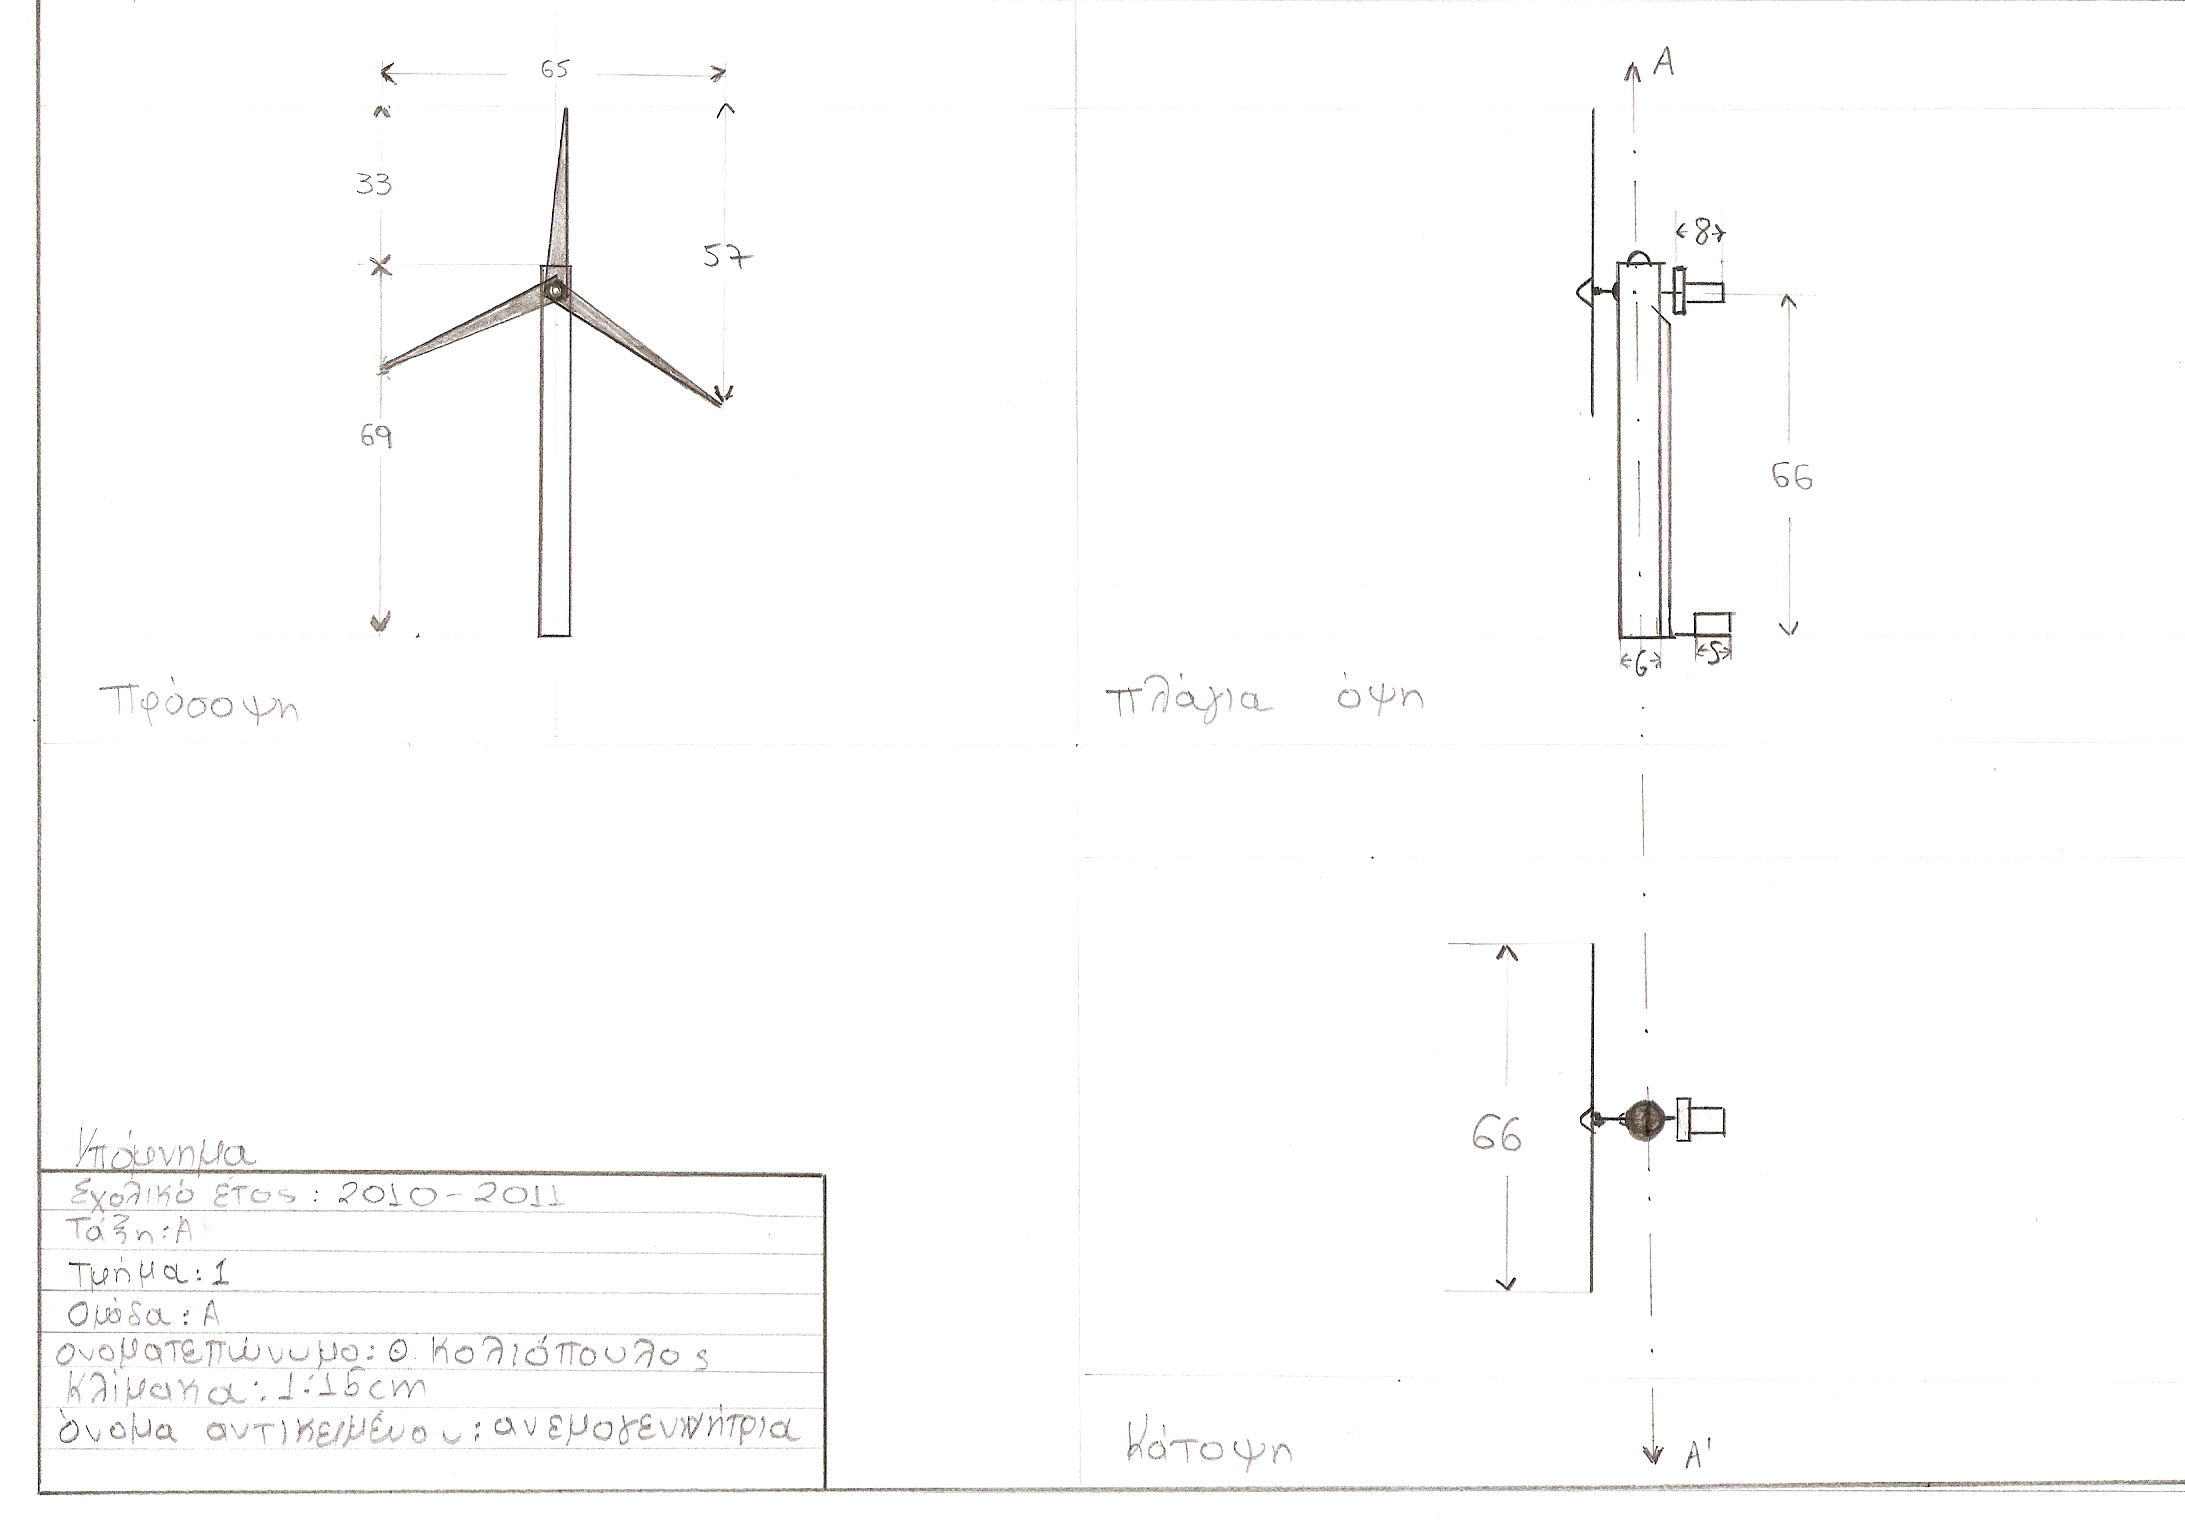 65
33
57
69
Πρόσοψη
A
8
66
6
5
πλάγια όψη
66
Υπόμνημα
Σχολικό έτος : 2010 - 2011
Τάξη : Α
Τμήμα : 1
Ομάδα : Α
ονοματεπώνυμο : Θ. Κολιόπουλος
Κλίμακα : 1:15cm
Όνομα αντικειμένου : ανεμογεννήτρια
Κάτοψη
A'